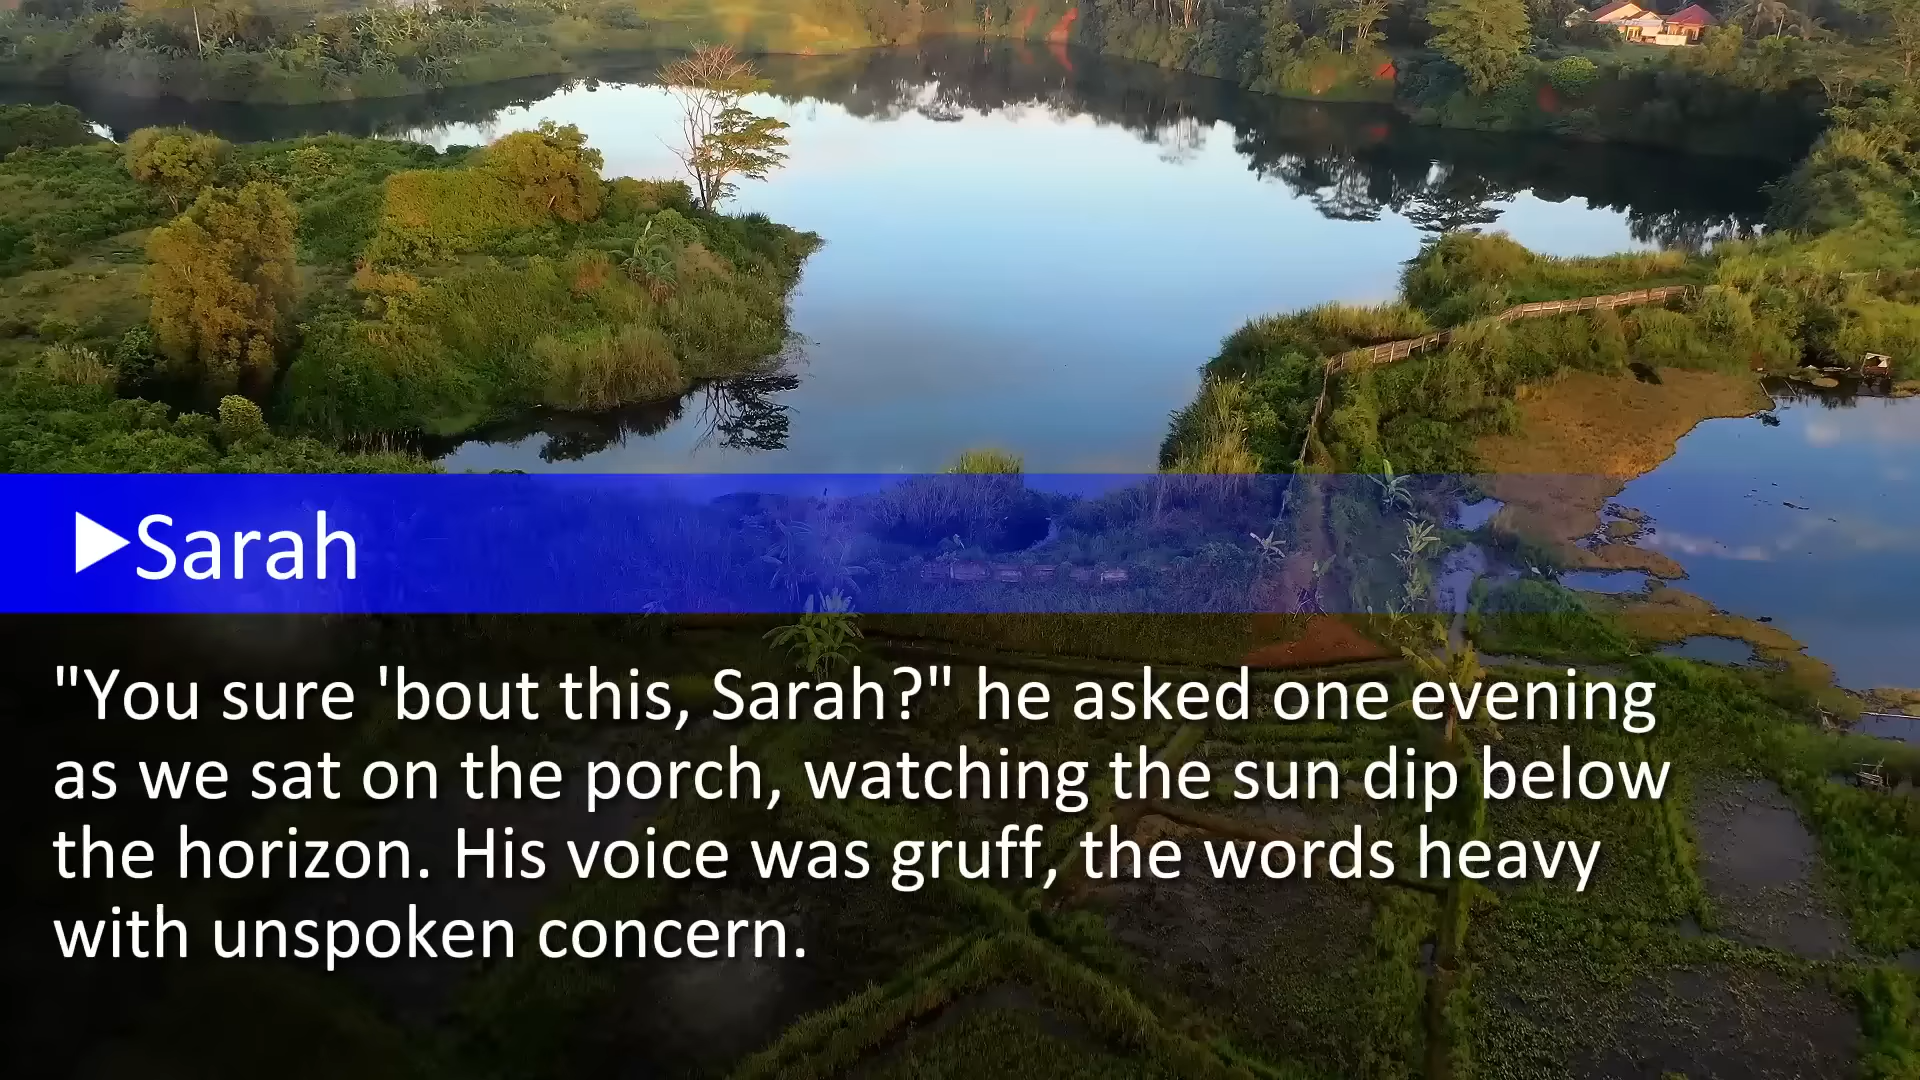 ▶Sarah
"You sure 'bout this, Sarah?" he asked one evening
as we sat on the porch, watching the sun dip below
the horizon. His voice was gruff, the words heavy
with unspoken concern.